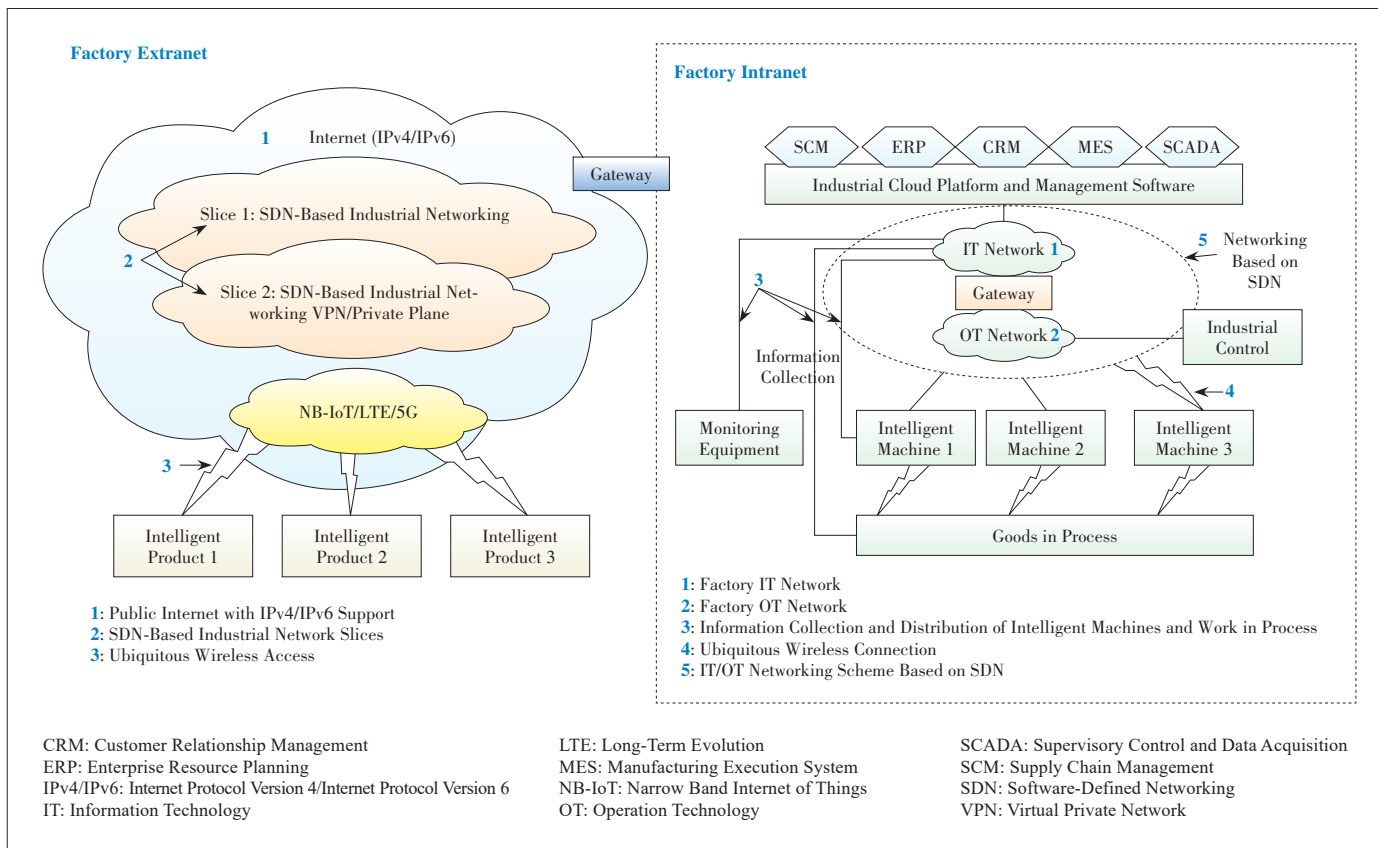 Factory Extranet
1
Internet (IPv4/IPv6)
Gateway
Slice 1: SDN-Based Industrial Networking
2
Slice 2: SDN-Based Industrial Net-
working VPN/Private Plane
NB-IoT/LTE/5G
3
Intelligent
Product 1
Intelligent
Product 2
Intelligent
Product 3
1: Public Internet with IPv4/IPv6 Support
2: SDN-Based Industrial Network Slices
3: Ubiquitous Wireless Access
Factory Intranet
SCM
ERP
CRM
MES
SCADA
Industrial Cloud Platform and Management Software
IT Network 1
5 Networking
Based on
SDN
3
Gateway
OT Network 2
Industrial
Control
Information
Collection
4
Monitoring
Equipment
Intelligent
Machine 1
Intelligent
Machine 2
Intelligent
Machine 3
Goods in Process
1: Factory IT Network
2: Factory OT Network
3: Information Collection and Distribution of Intelligent Machines and Work in Process
4: Ubiquitous Wireless Connection
5: IT/OT Networking Scheme Based on SDN
CRM: Customer Relationship Management
ERP: Enterprise Resource Planning
IPv4/IPv6: Internet Protocol Version 4/Internet Protocol Version 6
IT: Information Technology
LTE: Long-Term Evolution
MES: Manufacturing Execution System
NB-IoT: Narrow Band Internet of Things
OT: Operation Technology
SCADA: Supervisory Control and Data Acquisition
SCM: Supply Chain Management
SDN: Software-Defined Networking
VPN: Virtual Private Network